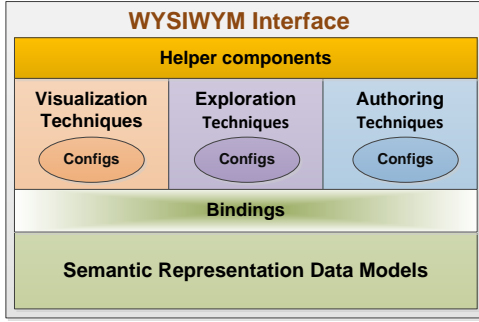 WYSIWYM Interface
Helper components
Visualization
Techniques
Configs
Exploration
Techniques
Configs
Authoring
Techniques
Configs
Bindings
Semantic Representation Data Models